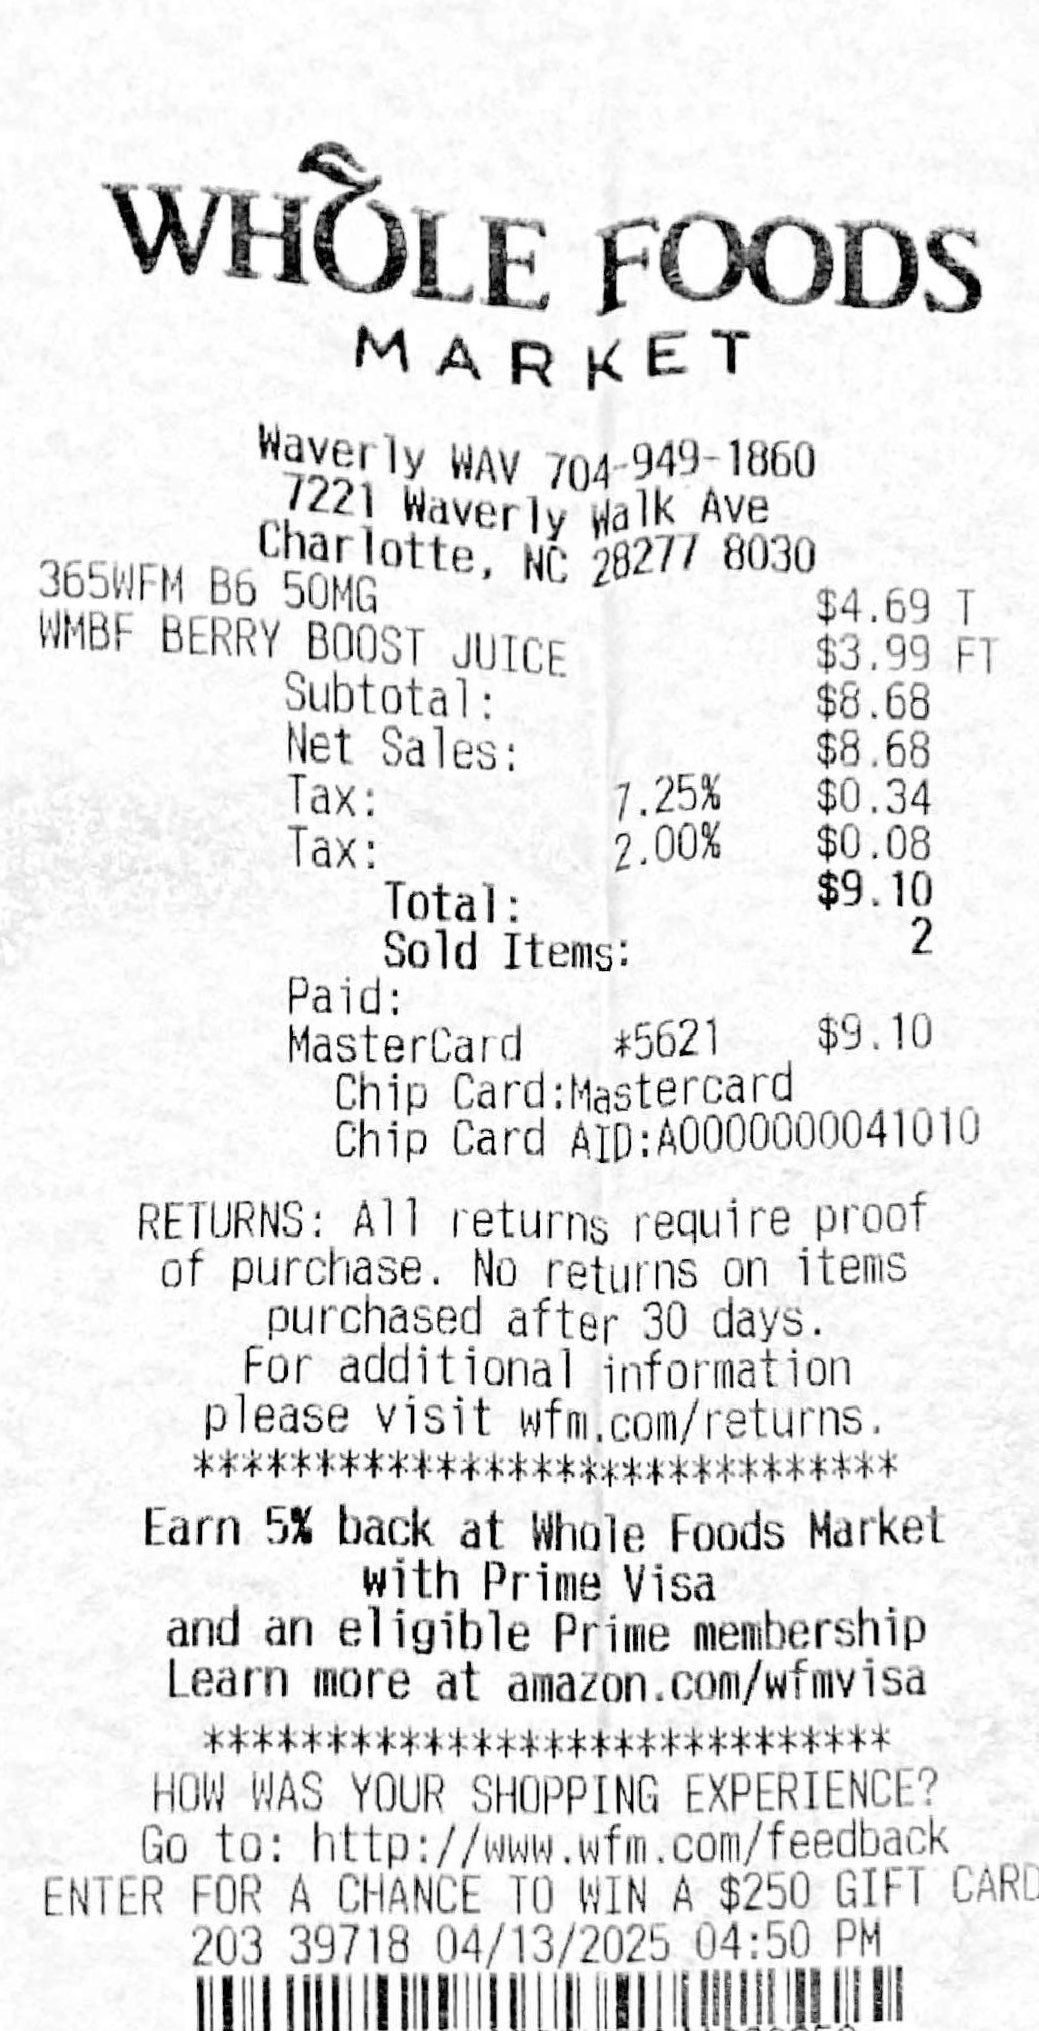 WHOLE FOODS
MARKET
Waverly WAV 704-949-1860
7221 Waverly Walk Ave
Charlotte, NC 28277 8030
365WFM B6 50MG $4.69 T
WMBF BERRY BOOST JUICE $3.99 FT
Subtotal: $8.68
Net Sales: $8.68
Tax: 7.25% $0.34
Tax: 2.00% $0.08
Total: $9.10
Sold Items: 2
Paid:
MasterCard *5621 $9.10
Chip Card:Mastercard
Chip Card AID:A0000000041010
RETURNS: All returns require proof
of purchase. No returns on items
purchased after 30 days.
For additional information
please visit wfm.com/returns.
*****************************
Earn 5% back at Whole Foods Market
with Prime Visa
and an eligible Prime membership
Learn more at amazon.com/wfmvisa
****************************
HOW WAS YOUR SHOPPING EXPERIENCE?
Go to: http://www.wfm.com/feedback
ENTER FOR A CHANCE TO WIN A $250 GIFT CARD
203 39718 04/13/2025 04:50 PM